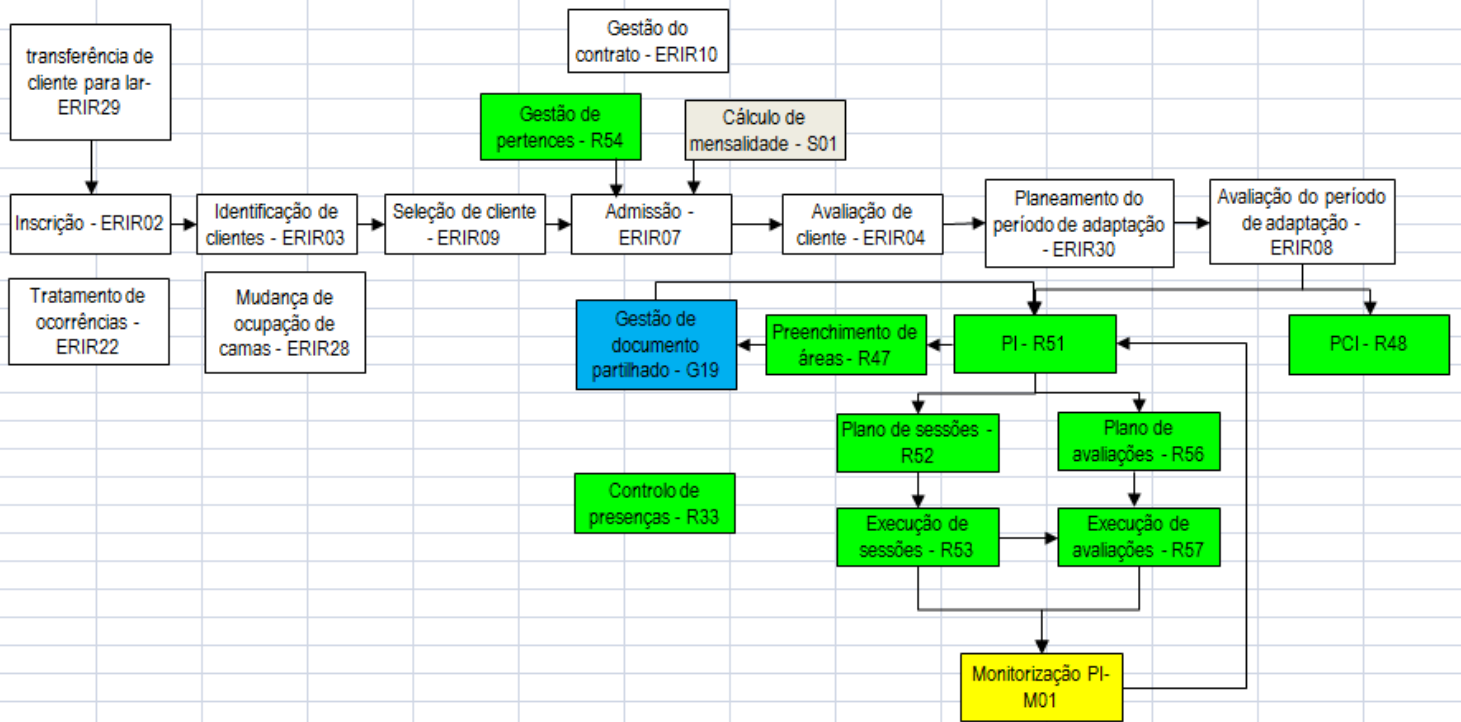 transferência de
cliente para lar-
ERIR29
Gestão do
contrato - ERIR10
Gestão de
pertences - R54
Cálculo de
mensalidade - S01
Inscrição - ERIR02
Identificação de
clientes - ERIR03
Seleção de cliente
- ERIR09
Admissão -
ERIR07
Avaliação de
cliente - ERIR04
Planeamento do
período de adaptação
- ERIR30
Avaliação do período
de adaptação -
ERIR08
Tratamento de
ocorrências -
ERIR22
Mudança de
ocupação de
camas - ERIR28
Gestão de
documento
partilhado - G19
Preenchimento de
áreas - R47
PI - R51
PCI - R48
Plano de sessões -
R52
Plano de
avaliações - R56
Controlo de
presenças - R33
Execução de
sessões - R53
Execução de
avaliações - R57
Monitorização PI-
M01